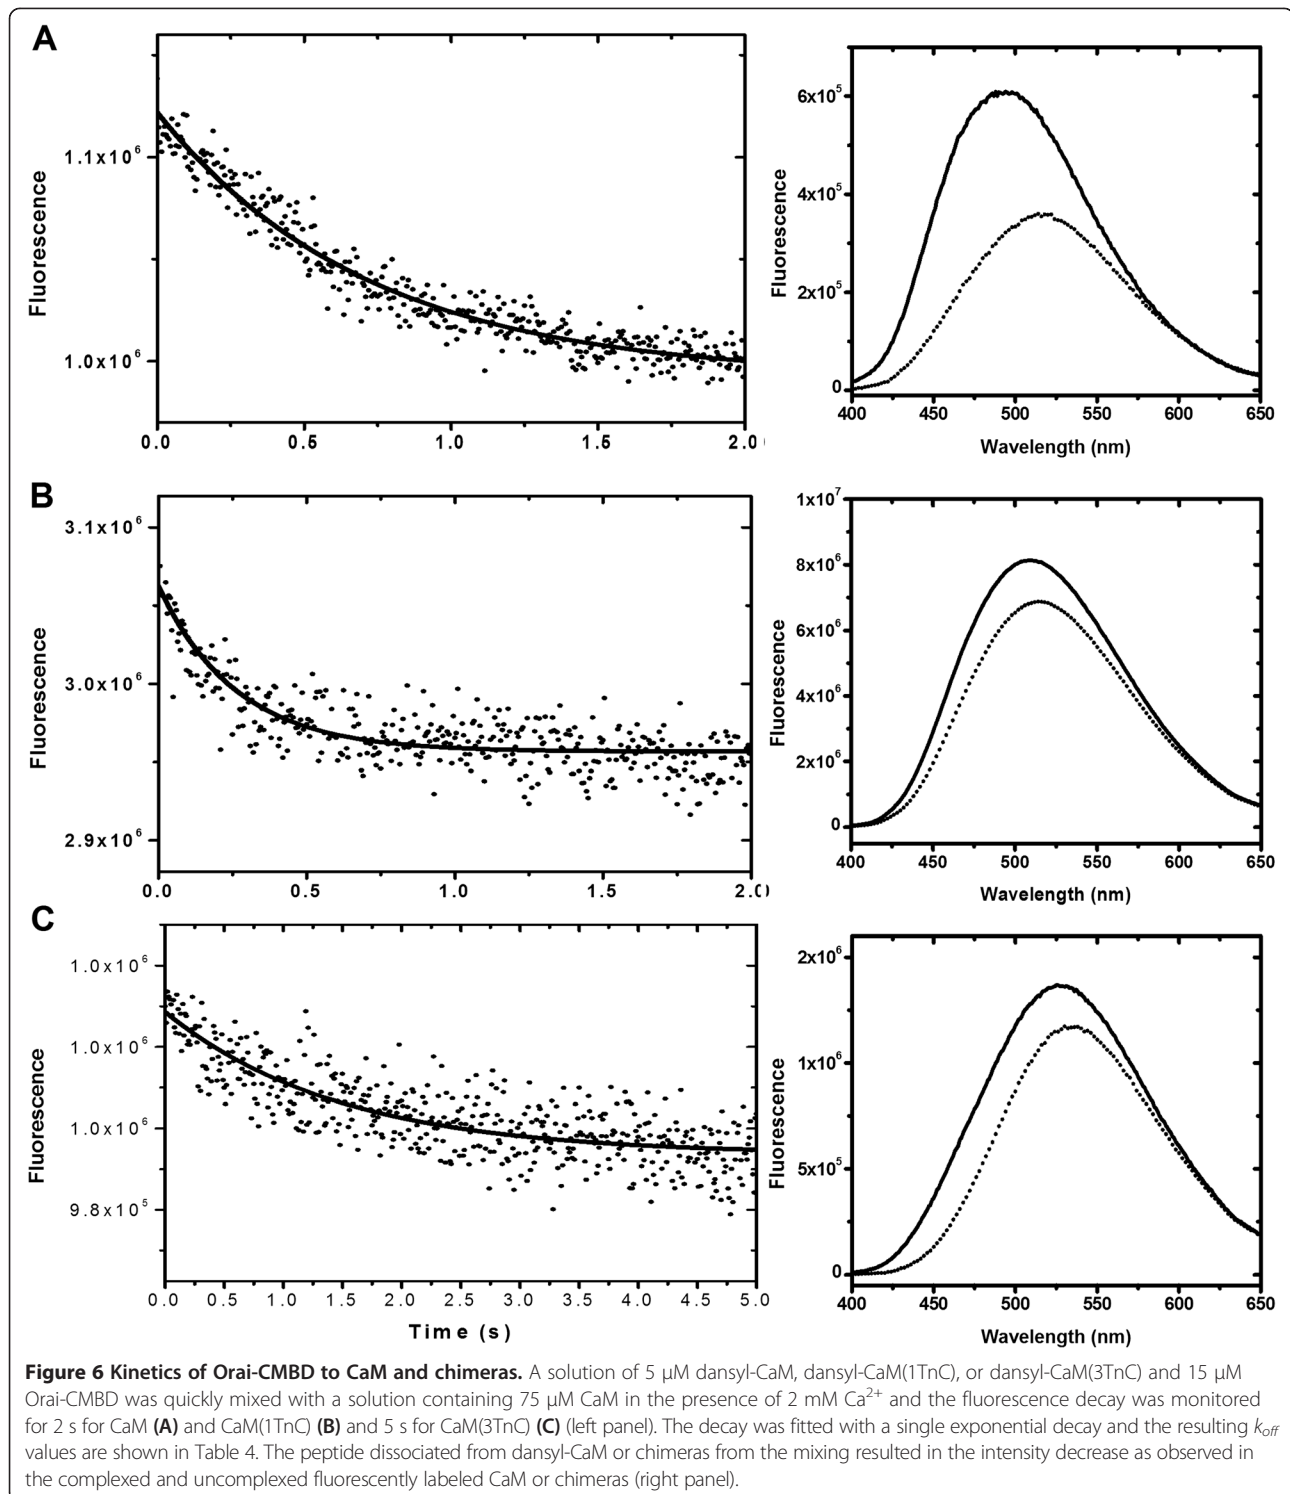 A
Fluorescence
1.1x10⁶
1.0x10⁶
0.0 0.5 1.0 1.5 2.0
Fluorescence
6x10⁵
4x10⁵
2x10⁵
0
400 450 500 550 600 650
Wavelength (nm)
B
Fluorescence
3.1x10⁶
3.0x10⁶
2.9x10⁶
0.0 0.5 1.0 1.5 2.0
Fluorescence
1x10⁷
8x10⁶
6x10⁶
4x10⁶
2x10⁶
0
400 450 500 550 600 650
Wavelength (nm)
C
Fluorescence
1.0x10⁶
1.0x10⁶
1.0x10⁶
9.8x10⁵
0.0 0.5 1.0 1.5 2.0 2.5 3.0 3.5 4.0 4.5 5.0
Time (s)
Fluorescence
2x10⁶
1x10⁶
5x10⁵
0
400 450 500 550 600 650
Wavelength (nm)
Figure 6 Kinetics of Orai-CMBD to CaM and chimeras. A solution of 5 μM dansyl-CaM, dansyl-CaM(1TnC), or dansyl-CaM(3TnC) and 15 μM
Orai-CMBD was quickly mixed with a solution containing 75 μM CaM in the presence of 2 mM Ca²⁺ and the fluorescence decay was monitored
for 2 s for CaM (A) and CaM(1TnC) (B) and 5 s for CaM(3TnC) (C) (left panel). The decay was fitted with a single exponential decay and the resulting k_off
values are shown in Table 4. The peptide dissociated from dansyl-CaM or chimeras from the mixing resulted in the intensity decrease as observed in
the complexed and uncomplexed fluorescently labeled CaM or chimeras (right panel).